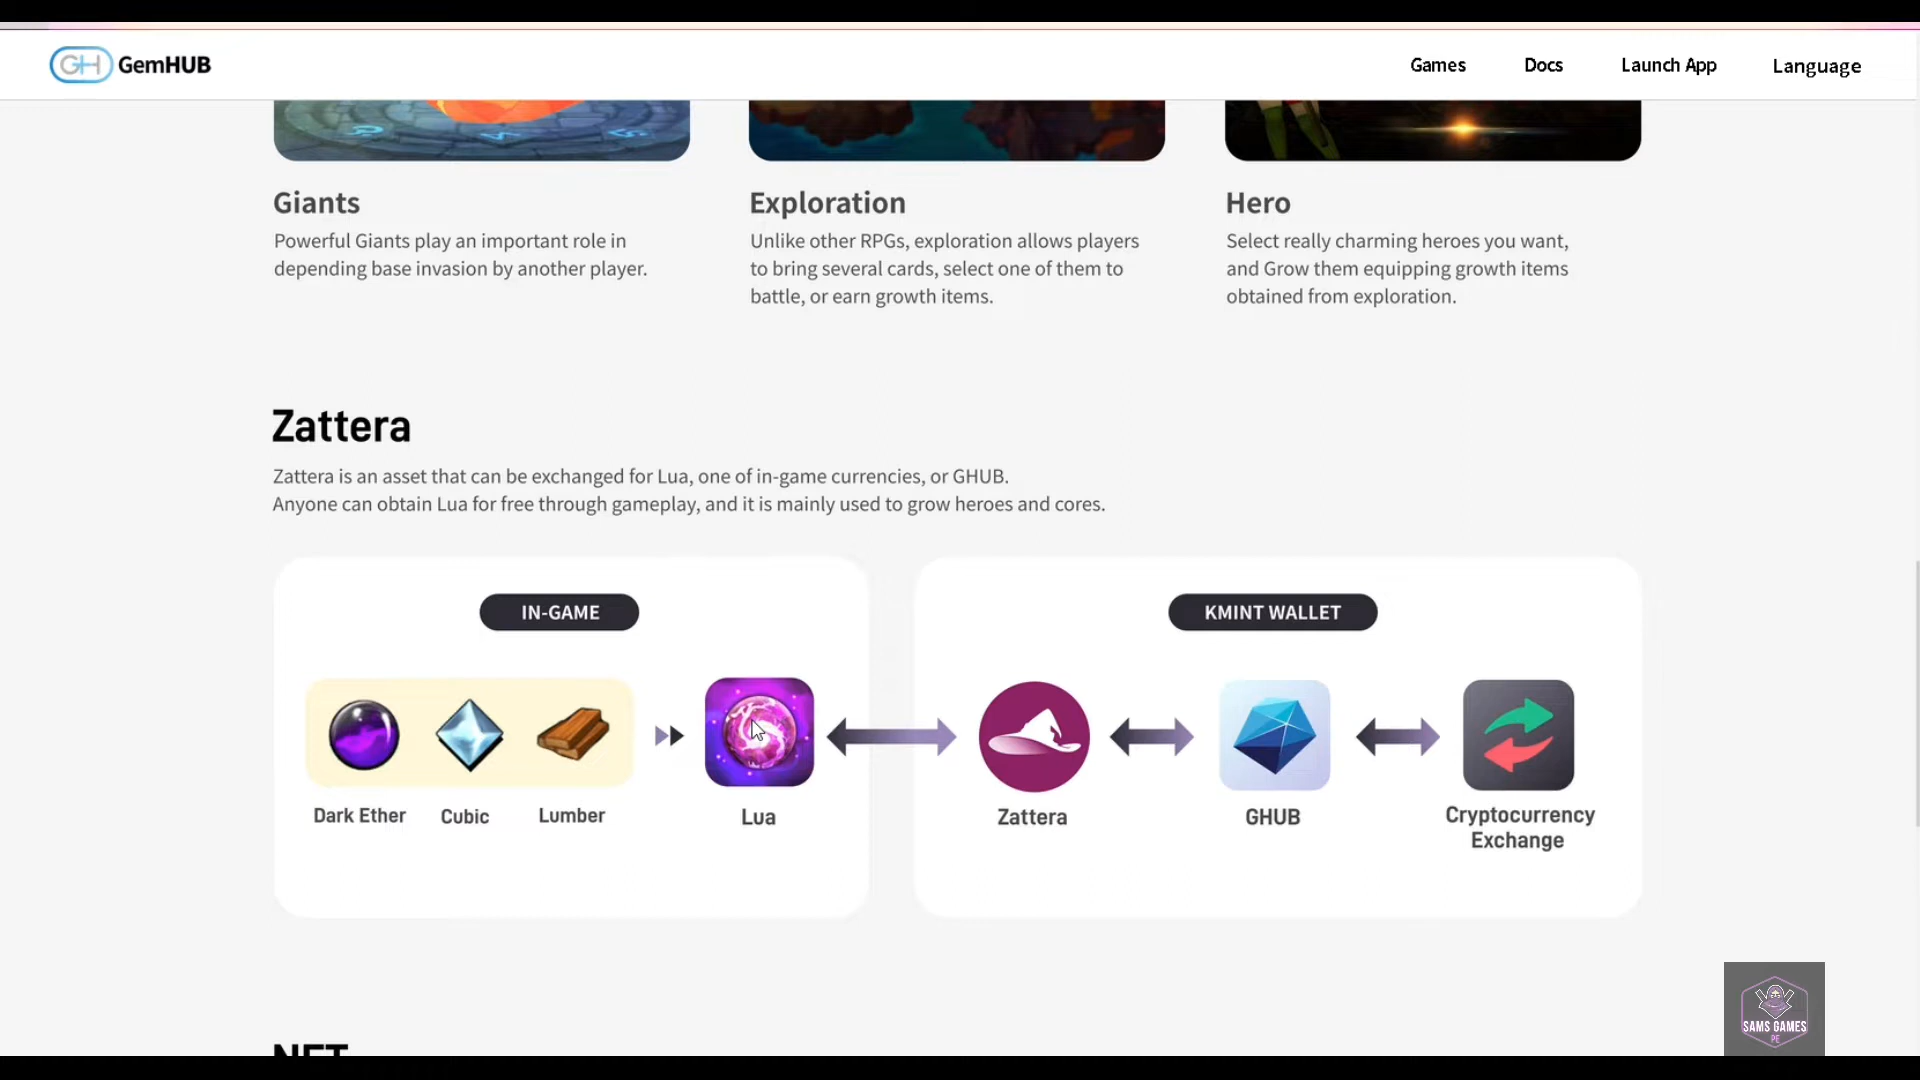 GH GemHUB
Games Docs Launch App Language
Giants
Powerful Giants play an important role in
depending base invasion by another player.
Exploration
Unlike other RPGs, exploration allows players
to bring several cards, select one of them to
battle, or earn growth items.
Hero
Select really charming heroes you want,
and Grow them equipping growth items
obtained from exploration.
Zattera
Zattera is an asset that can be exchanged for Lua, one of in-game currencies, or GHUB.
Anyone can obtain Lua for free through gameplay, and it is mainly used to grow heroes and cores.
IN-GAME
Dark Ether
Cubic
Lumber
Lua
KMINT WALLET
Zattera
GHUB
Cryptocurrency
Exchange
NFT
SAMS GAMES
PE